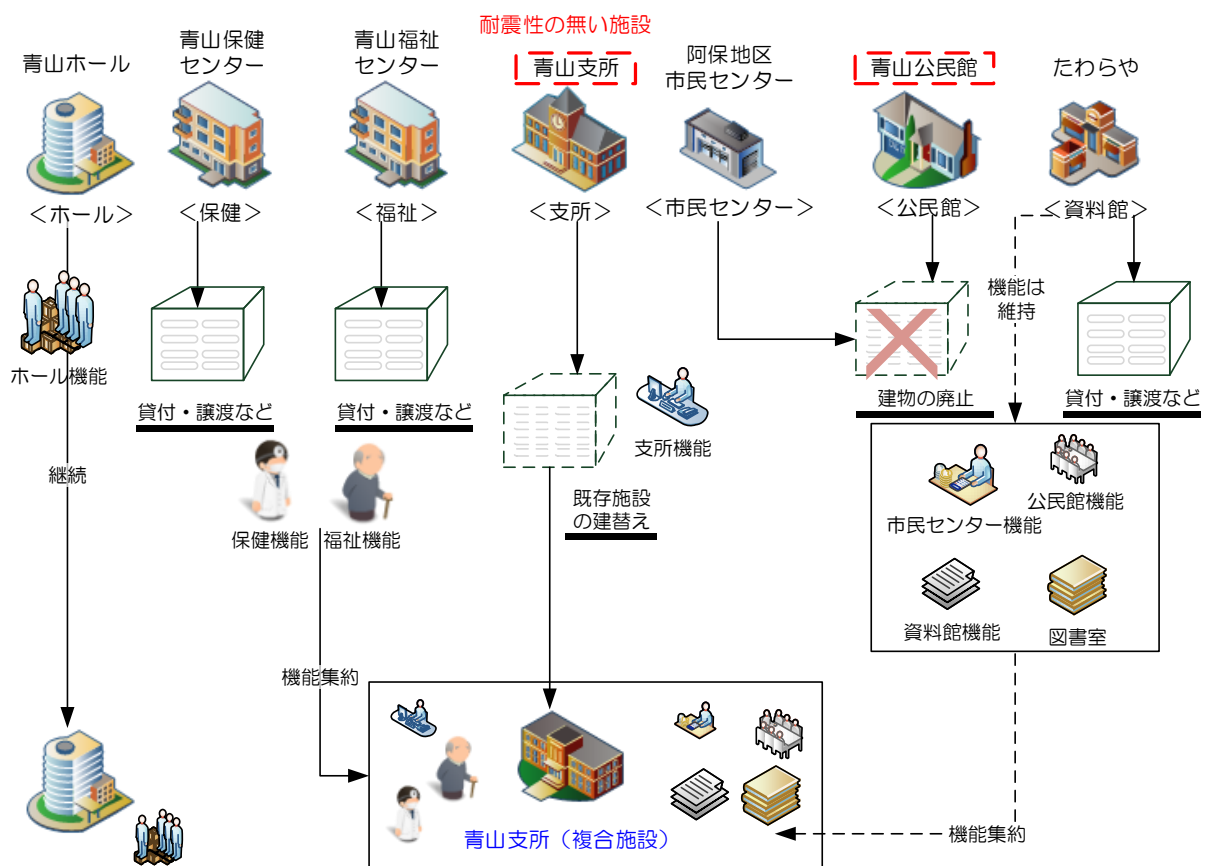 耐震性の無い施設
青山ホール
青山保健
センター
青山福祉
センター
青山支所
阿保地区
市民センター
青山公民館
たわらや
＜ホール＞
＜保健＞
＜福祉＞
＜支所＞
＜市民センター＞
＜公民館＞
＜資料館＞
機能は
維持
ホール機能
貸付・譲渡など
貸付・譲渡など
支所機能
建物の廃止
貸付・譲渡など
継続
保健機能
福祉機能
既存施設
の建替え
市民センター機能
公民館機能
資料館機能
図書室
機能集約
青山支所（複合施設）
機能集約